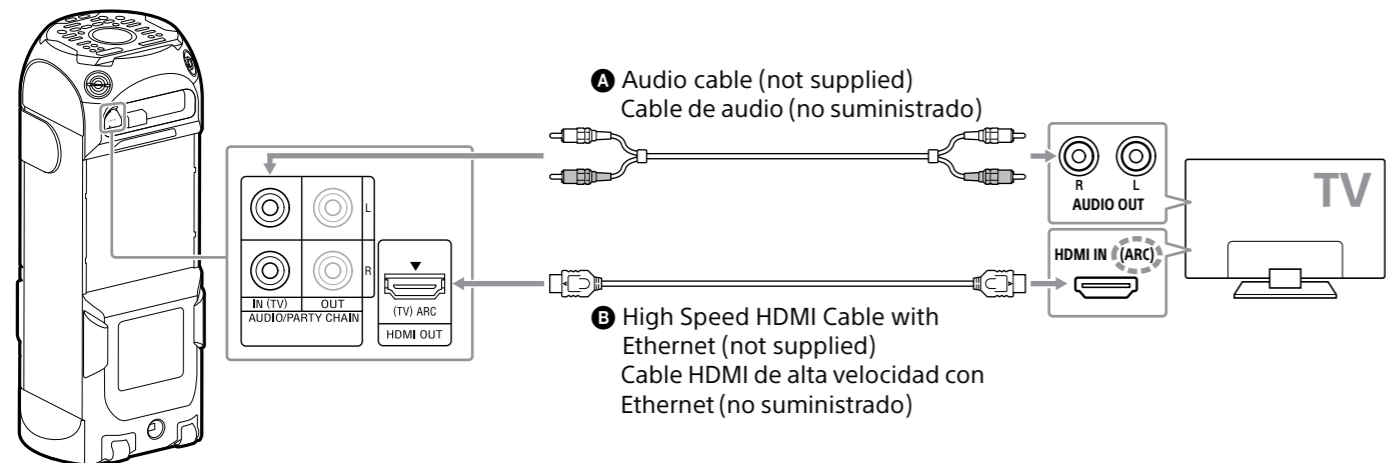 A Audio cable (not supplied)
Cable de audio (no suministrado)
L
R
IN (TV) OUT
AUDIO/PARTY CHAIN
(TV) ARC
HDMI OUT
R L
AUDIO OUT
TV
HDMI IN (ARC)
B High Speed HDMI Cable with
Ethernet (not supplied)
Cable HDMI de alta velocidad con
Ethernet (no suministrado)